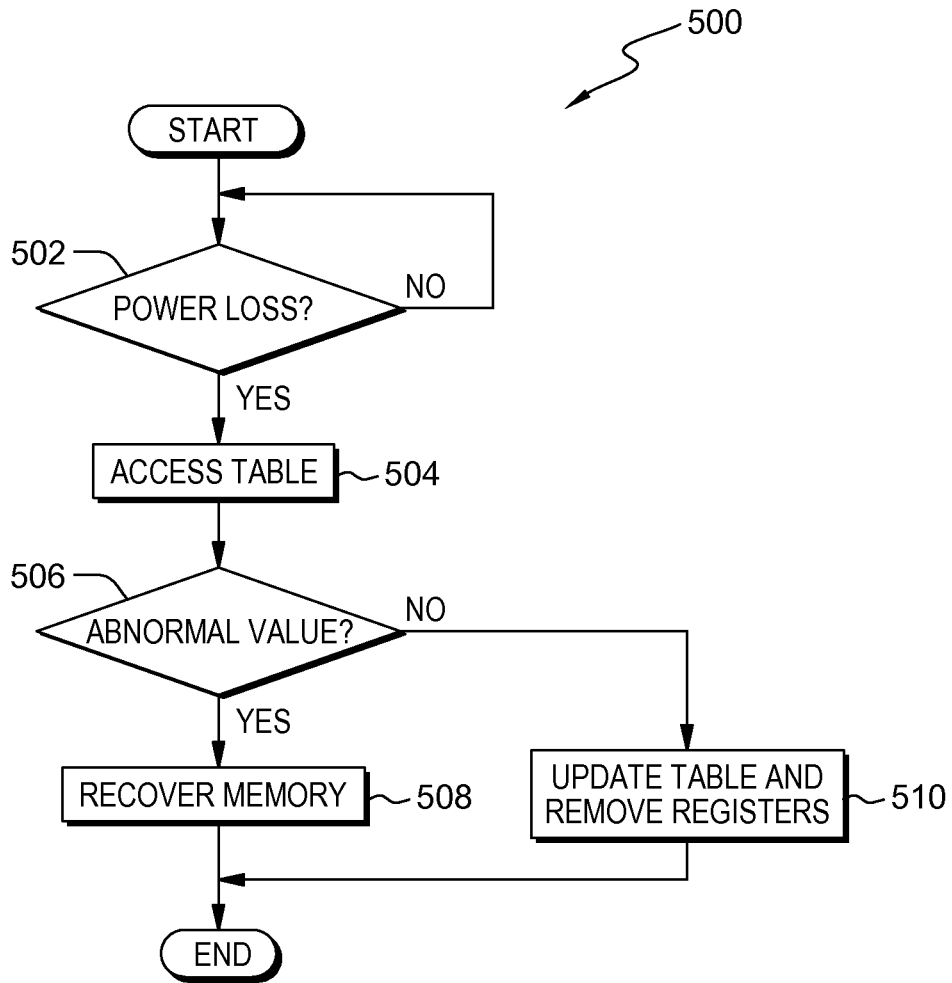 500
START
502
POWER LOSS?
NO
YES
ACCESS TABLE
504
506
ABNORMAL VALUE?
NO
YES
RECOVER MEMORY
508
UPDATE TABLE AND
REMOVE REGISTERS
510
END